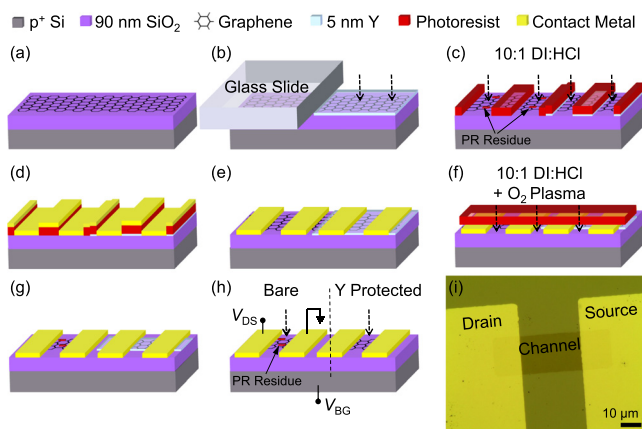 p⁺ Si 90 nm SiO₂ Graphene 5 nm Y Photoresist Contact Metal
(a) (b) (c) 10:1 DI:HCl
Glass Slide
PR Residue
(d) (e) (f) 10:1 DI:HCl
+ O₂ Plasma
(g) (h) Bare Y Protected (i)
V_DS
PR Residue
V_BG
Drain Source
Channel
10 µm